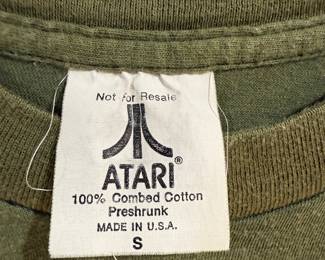 Not for Resale
ATARI®
100% Combed Cotton
Preshrunk
MADE IN U.S.A.
S